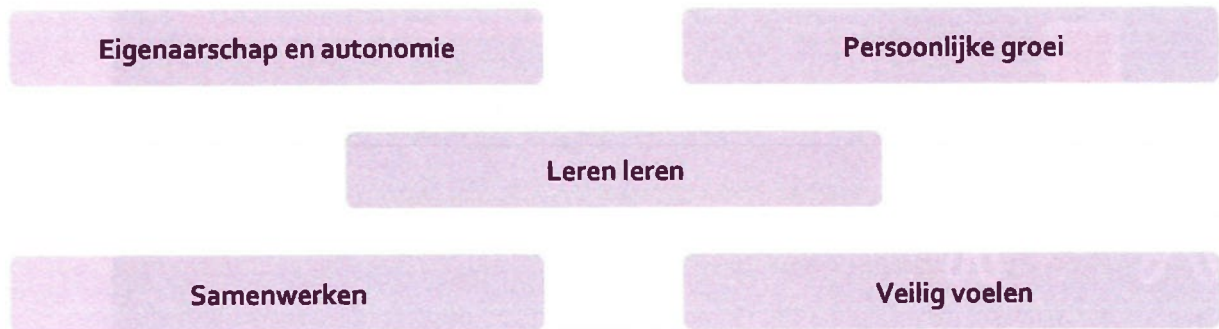 Eigenaarschap en autonomie
Persoonlijke groei
Leren leren
Samenwerken
Veilig voelen